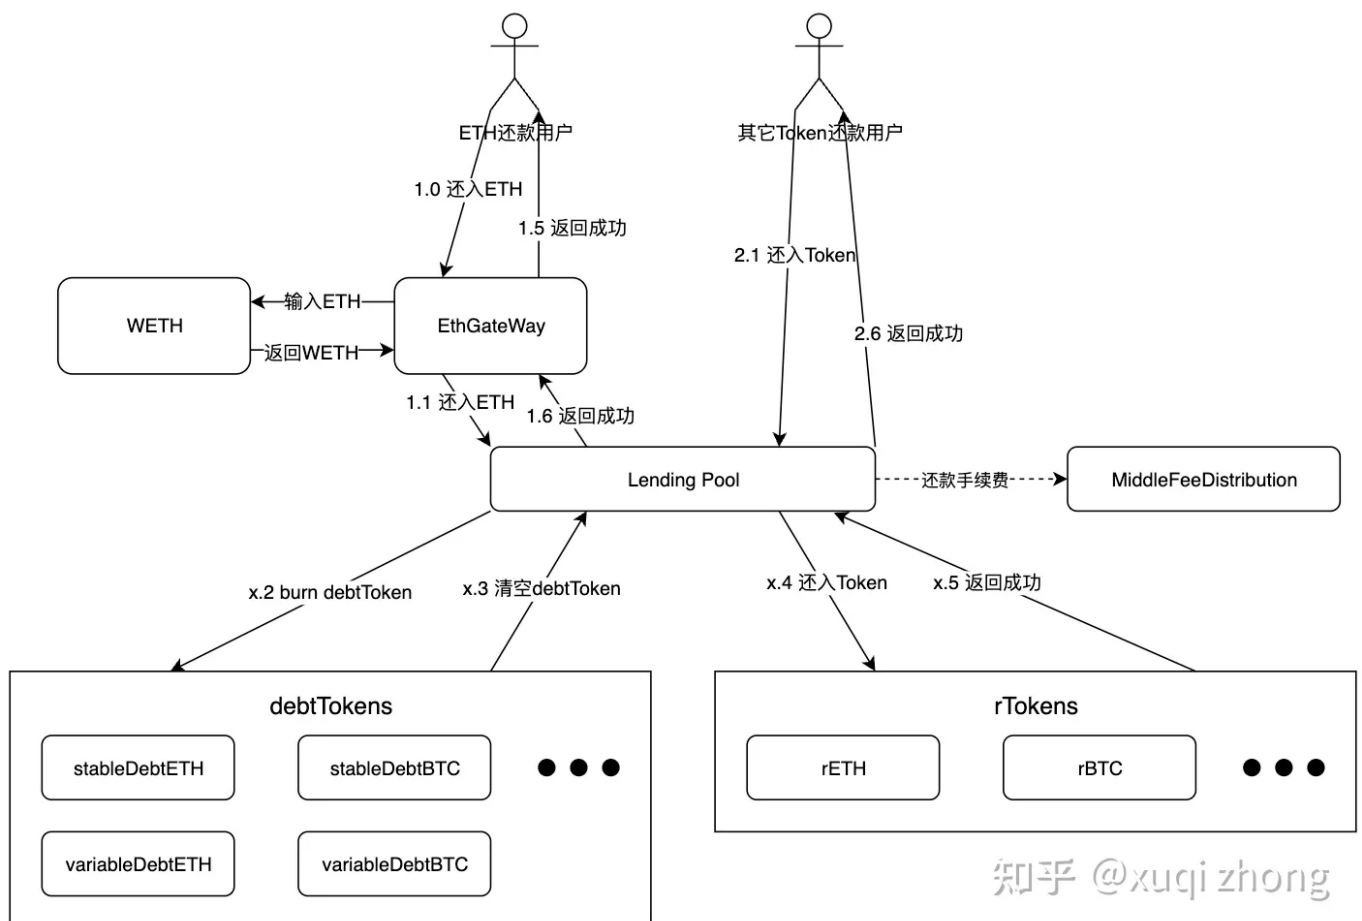 ETH还款用户
其它Token还款用户
1.0 还入ETH
1.5 返回成功
2.1 还入Token
输入ETH
WETH
EthGateWay
2.6 返回成功
返回WETH
1.1 还入ETH
1.6 返回成功
Lending Pool
还款手续费
MiddleFeeDistribution
x.2 burn debtToken
x.3 清空debtToken
x.4 还入Token
x.5 返回成功
debtTokens
rTokens
stableDebtETH
stableDebtBTC
rETH
rBTC
variableDebtETH
variableDebtBTC
知乎 @xuqi zhong